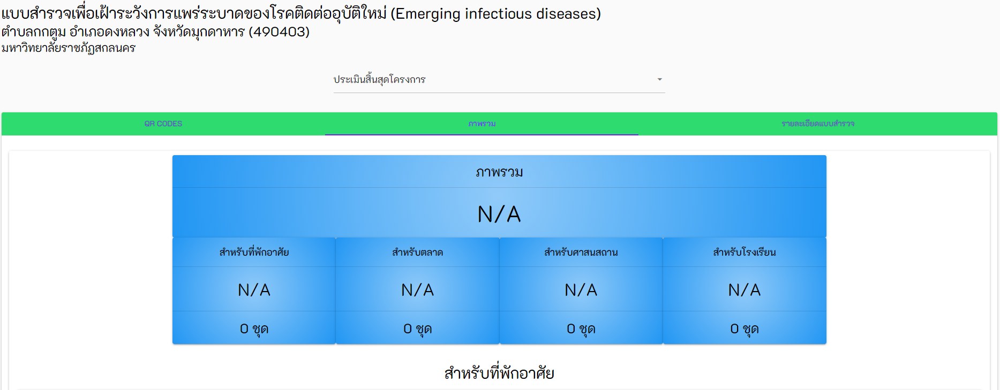 แบบสำรวจเพื่อเฝ้าระวังการแพร่ระบาดของโรคติดต่ออุบัติใหม่ (Emerging infectious diseases)
ตำบลกกตูม อำเภอดงหลวง จังหวัดมุกดาหาร (490403)
มหาวิทยาลัยราชภัฏสกลนคร
ประเมินสิ้นสุดโครงการ
QR CODES ภาพรวม รายละเอียดแบบสำรวจ
ภาพรวม
N/A
สำหรับที่พักอาศัย สำหรับตลาด สำหรับศาสนสถาน สำหรับโรงเรียน
N/A N/A N/A N/A
0 ชุด 0 ชุด 0 ชุด 0 ชุด
สำหรับที่พักอาศัย